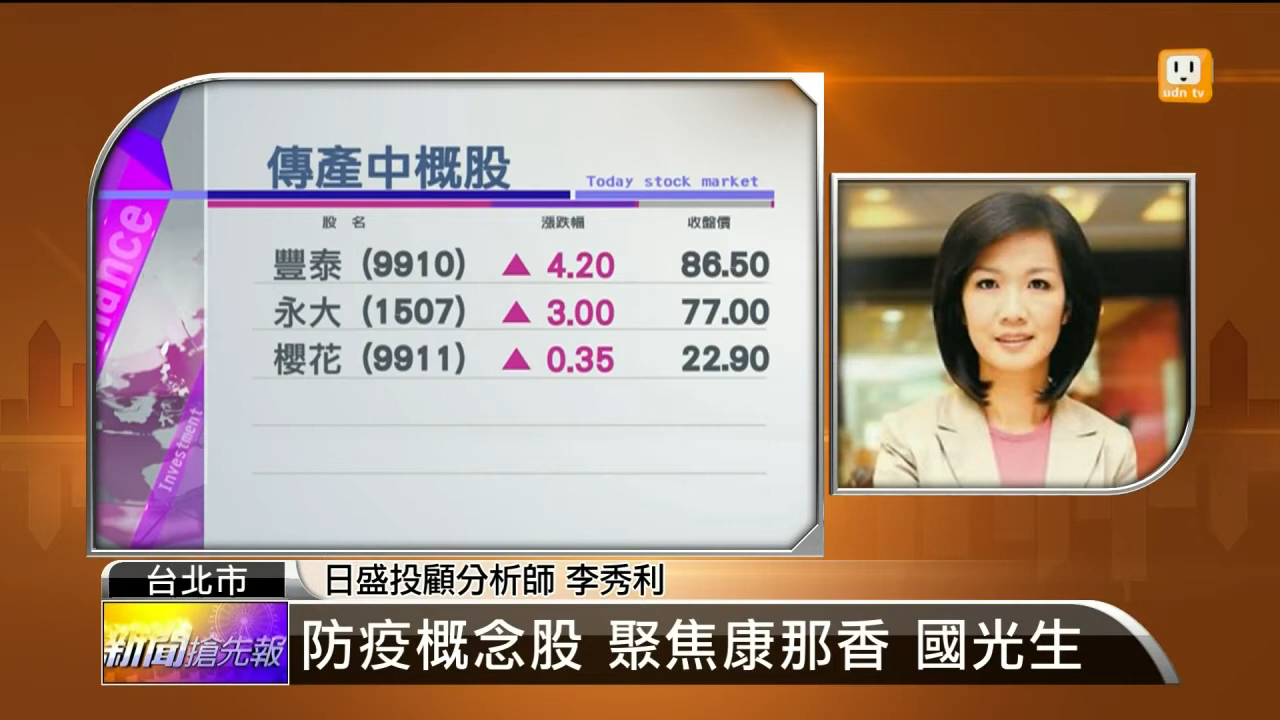 udn tv
傳產中概股
Today stock market
股 名 漲跌幅 收盤價
豐泰 (9910) ▲ 4.20 86.50
永大 (1507) ▲ 3.00 77.00
櫻花 (9911) ▲ 0.35 22.90
Investment
台北市 日盛投顧分析師 李秀利
新聞搶先報 防疫概念股 聚焦康那香 國光生